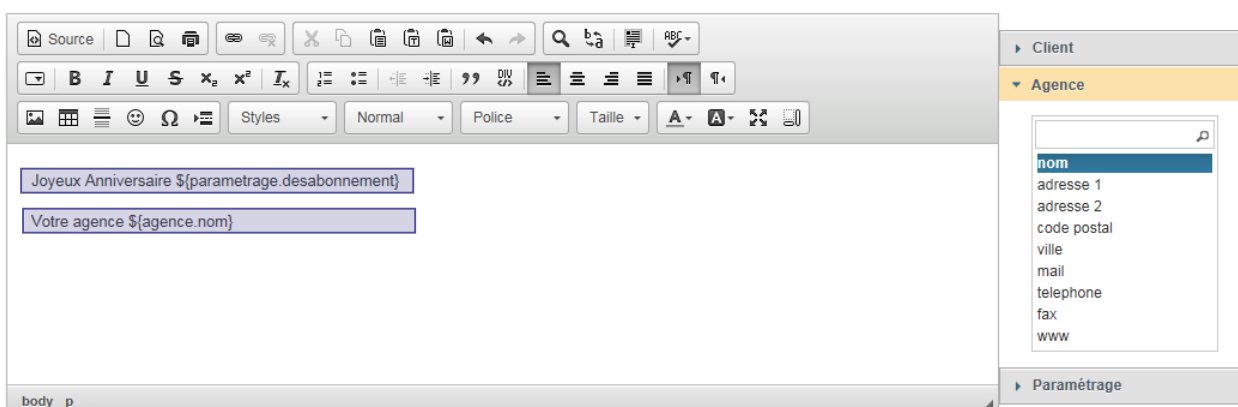 Source
Styles
Normal
Police
Taille
Joyeux Anniversaire ${parametrage.desabonnement}
Votre agence ${agence.nom}
body p
Client
Agence
nom
adresse 1
adresse 2
code postal
ville
mail
telephone
fax
www
Paramétrage